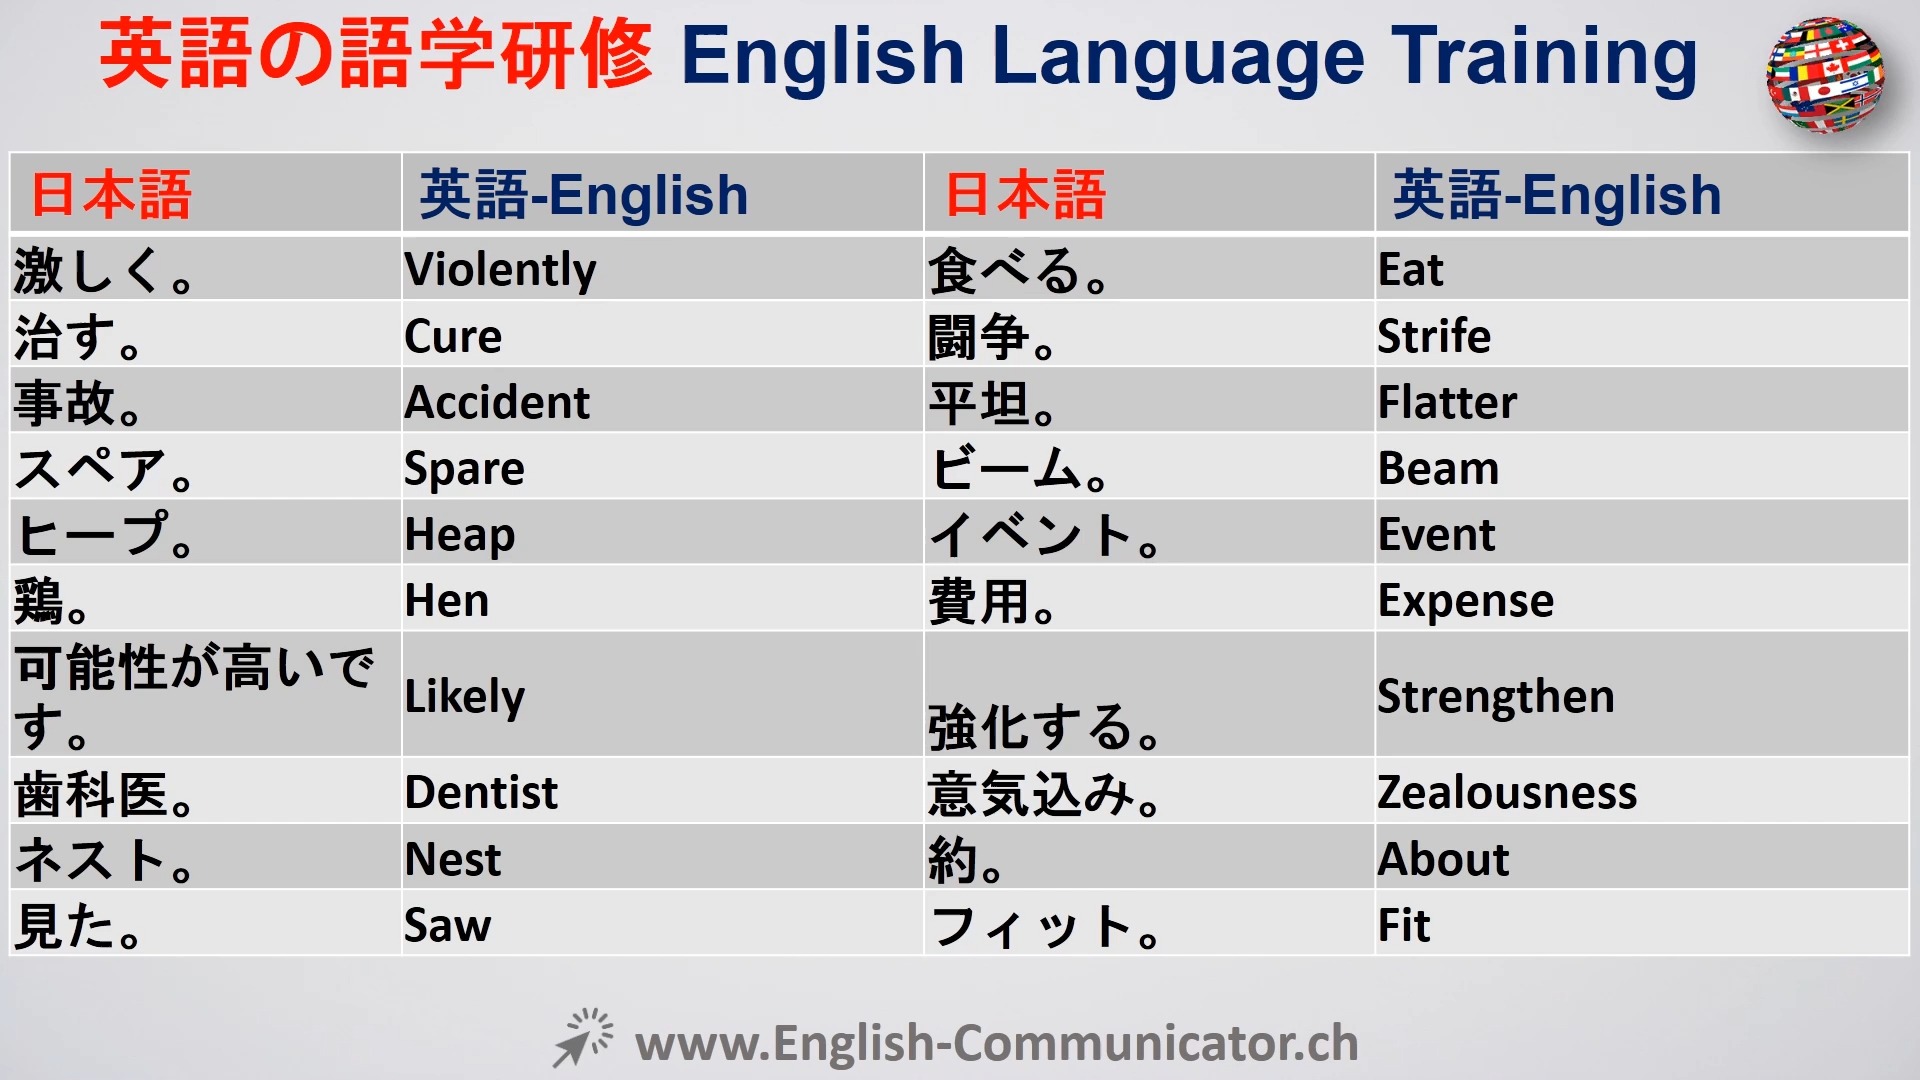 英語の語学研修 English Language Training
日本語 英語-English 日本語 英語-English
激しく。 Violently 食べる。 Eat
治す。 Cure 闘争。 Strife
事故。 Accident 平坦。 Flatter
スペア。 Spare ビーム。 Beam
ヒープ。 Heap イベント。 Event
鶏。 Hen 費用。 Expense
可能性が高いで
す。 Likely 強化する。 Strengthen
歯科医。 Dentist 意気込み。 Zealousness
ネスト。 Nest 約。 About
見た。 Saw フィット。 Fit
www.English-Communicator.ch